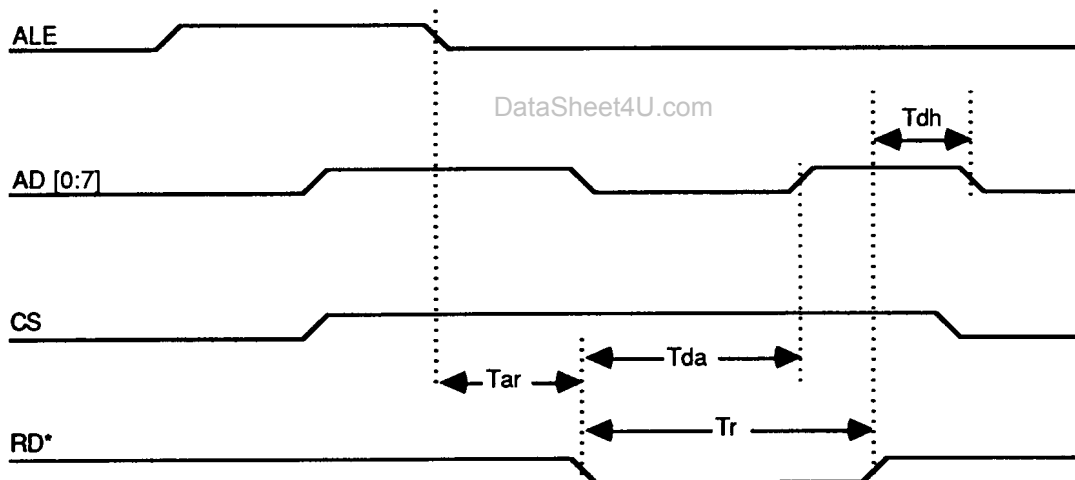 ALE
DataSheet4U.com
Tdh
AD [0:7]
CS
Tda
Tar
Tr
RD*